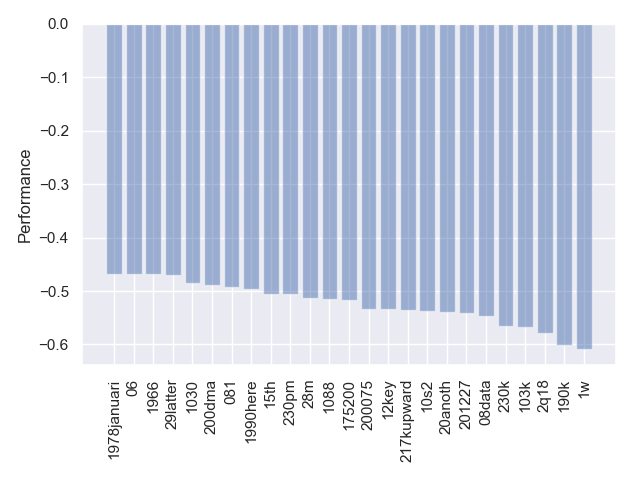 0.0
−0.1
−0.2
−0.3
−0.4
−0.5
−0.6
Performance
1978januari
06
1966
29latter
1030
200dma
081
1990here
15th
230pm
28m
1088
175200
200075
12key
217kupward
10s2
20anoth
201227
08data
230k
103k
2q18
190k
1w